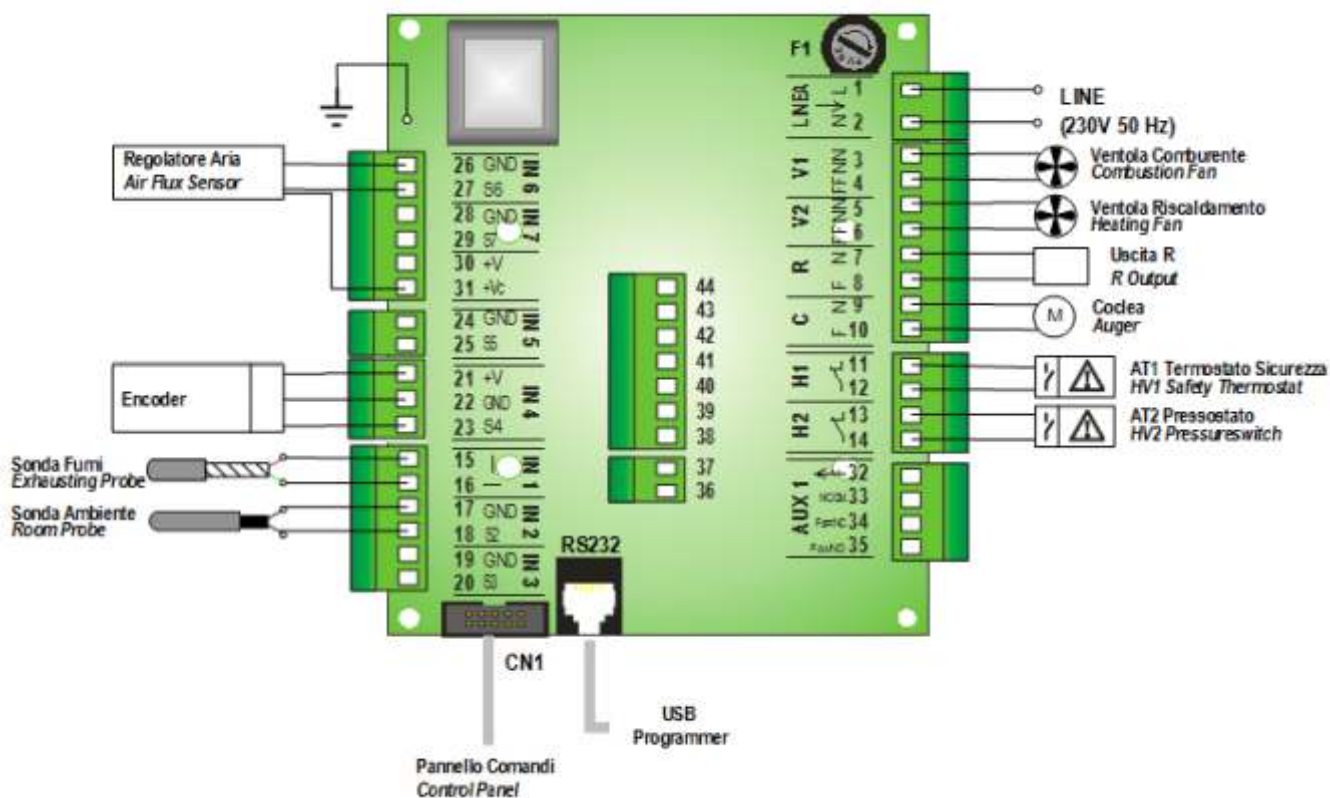 F1
LINEA
L 1
N 2
LINE
(230V 50 Hz)
V1
N 3
F 4
Ventola Comburente
Combustion Fan
V2
N 5
F 6
Ventola Riscaldamento
Heating Fan
R
N 7
F 8
Uscita R
R Output
C
N 9
F 10
M
Coclea
Auger
H1
11
12
AT1 Termostato Sicurezza
HV1 Safety Thermostat
H2
13
14
AT2 Pressostato
HV2 Pressureswitch
AUX 1
32
33
34
35
Regolatore Aria
Air Flux Sensor
26 GND
27 S6
IN 6
28 GND
29 S7
IN 7
30 +V
31 +Vc
24 GND
25 S5
IN 5
Encoder
21 +V
22 GND
23 S4
IN 4
Sonda Fumi
Exhausting Probe
15
16
IN 1
Sonda Ambiente
Room Probe
17 GND
18 S2
IN 2
19 GND
20 S3
IN 3
44
43
42
41
40
39
38
37
36
RS232
CN1
USB
Programmer
Pannello Comandi
Control Panel